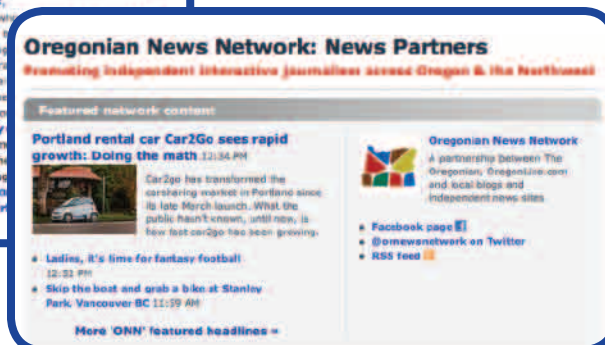 Oregonian News Network: News Partners
Promoting independent interactive journalism across Oregon & the Northwest
Featured network content
Portland rental car Car2Go sees rapid
growth: Doing the math 12:34 PM
Car2go has transformed the
carsharing market in Portland since
its late March launch. What the
public hasn't known, until now, is
how fast car2go has been growing.
Ladies, it's time for fantasy football
12:31 PM
Skip the boat and grab a bike at Stanley
Park, Vancouver BC 11:59 AM
More 'ONN' featured headlines »
Oregonian News Network
A partnership between The
Oregonian, OregonLive.com
and local blogs and
independent news sites
Facebook page
@ornewsnetwork on Twitter
RSS feed